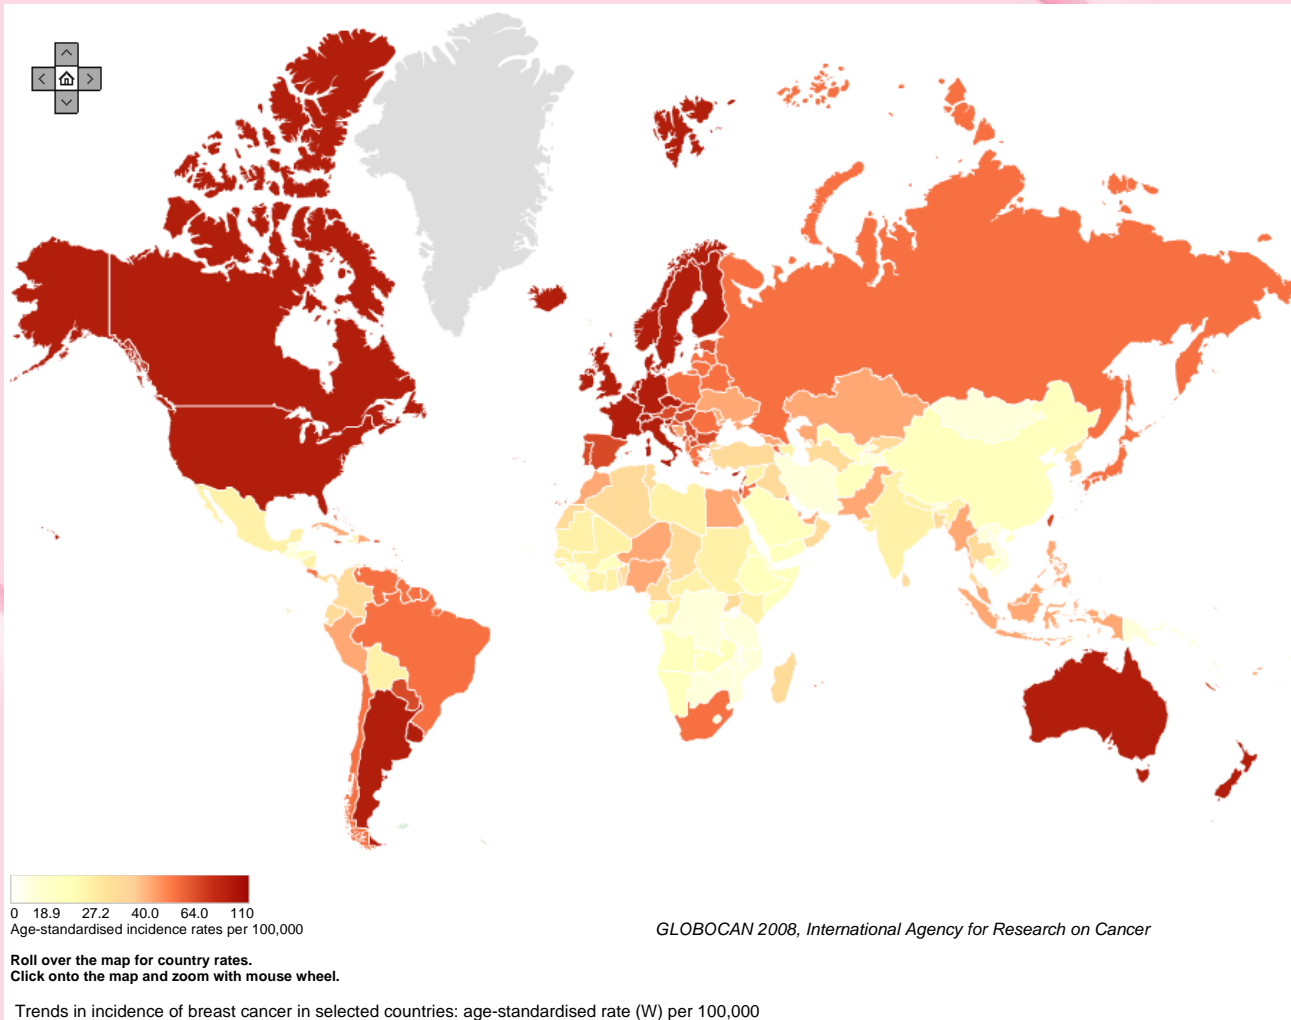 0 18.9 27.2 40.0 64.0 110
Age-standardised incidence rates per 100,000
GLOBOCAN 2008, International Agency for Research on Cancer
Roll over the map for country rates.
Click onto the map and zoom with mouse wheel.
Trends in incidence of breast cancer in selected countries: age-standardised rate (W) per 100,000